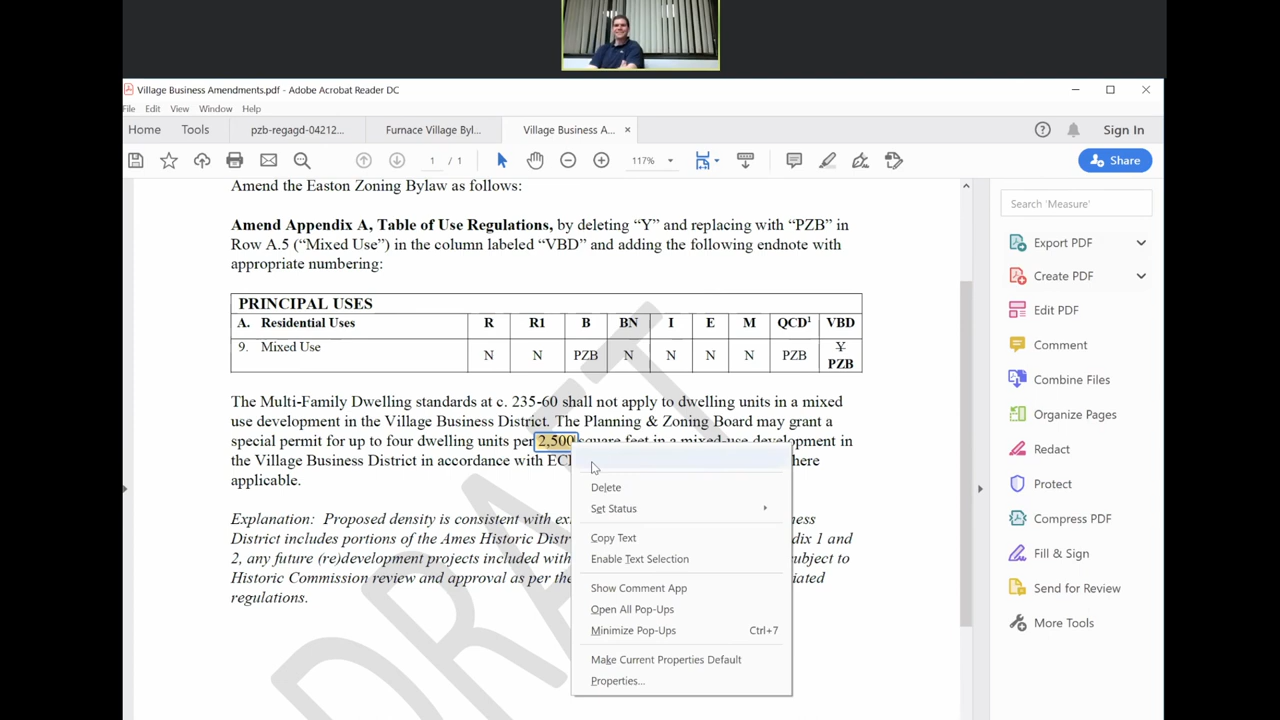 Village Business Amendments.pdf - Adobe Acrobat Reader DC
File Edit View Window Help
Home Tools pzb-regagd-04212... Furnace Village Byl... Village Business A... ×
? Sign In
1 / 1 117% Share
Amend the Easton Zoning Bylaw as follows:
Amend Appendix A, Table of Use Regulations, by deleting “Y” and replacing with “PZB” in
Row A.5 (“Mixed Use”) in the column labeled “VBD” and adding the following endnote with
appropriate numbering:
PRINCIPAL USES
A. Residential Uses R R1 B BN I E M QCD¹ VBD
9. Mixed Use N N PZB N N N N PZB Y
PZB
The Multi-Family Dwelling standards at c. 235-60 shall not apply to dwelling units in a mixed
use development in the Village Business District. The Planning & Zoning Board may grant a
special permit for up to four dwelling units per 2,500 square feet in a mixed-use development in
the Village Business District in accordance with EC here
applicable.
Explanation: Proposed density is consistent with ex ness
District includes portions of the Ames Historic Distr dix 1 and
2, any future (re)development projects included with ubject to
Historic Commission review and approval as per the iated
regulations.
DRAFT
Delete
Set Status
Copy Text
Enable Text Selection
Show Comment App
Open All Pop-Ups
Minimize Pop-Ups Ctrl+7
Make Current Properties Default
Properties...
Search 'Measure'
Export PDF
Create PDF
Edit PDF
Comment
Combine Files
Organize Pages
Redact
Protect
Compress PDF
Fill & Sign
Send for Review
More Tools